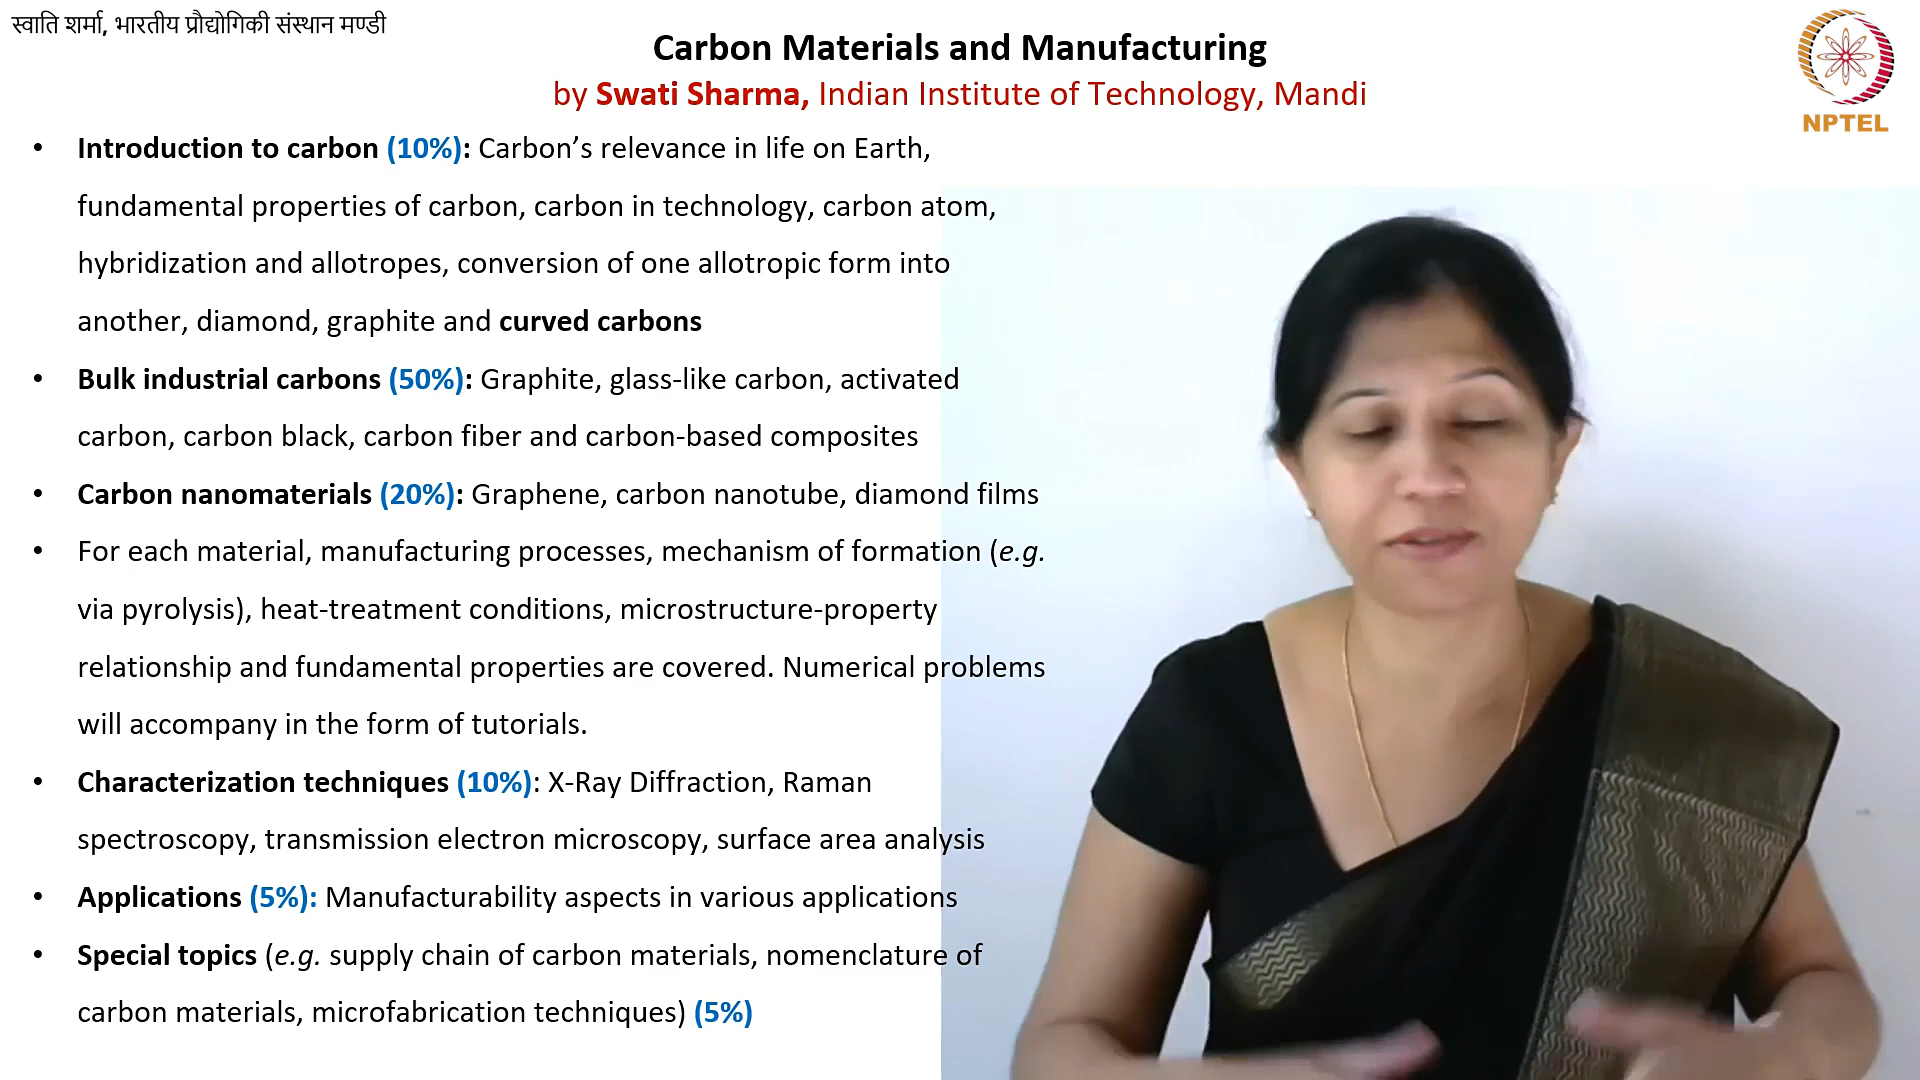 स्वाति शर्मा, भारतीय प्रौद्योगिकी संस्थान मण्डी
Carbon Materials and Manufacturing
by Swati Sharma, Indian Institute of Technology, Mandi
NPTEL
• Introduction to carbon (10%): Carbon’s relevance in life on Earth,
fundamental properties of carbon, carbon in technology, carbon atom,
hybridization and allotropes, conversion of one allotropic form into
another, diamond, graphite and curved carbons
• Bulk industrial carbons (50%): Graphite, glass-like carbon, activated
carbon, carbon black, carbon fiber and carbon-based composites
• Carbon nanomaterials (20%): Graphene, carbon nanotube, diamond films
• For each material, manufacturing processes, mechanism of formation (e.g.
via pyrolysis), heat-treatment conditions, microstructure-property
relationship and fundamental properties are covered. Numerical problems
will accompany in the form of tutorials.
• Characterization techniques (10%): X-Ray Diffraction, Raman
spectroscopy, transmission electron microscopy, surface area analysis
• Applications (5%): Manufacturability aspects in various applications
• Special topics (e.g. supply chain of carbon materials, nomenclature of
carbon materials, microfabrication techniques) (5%)